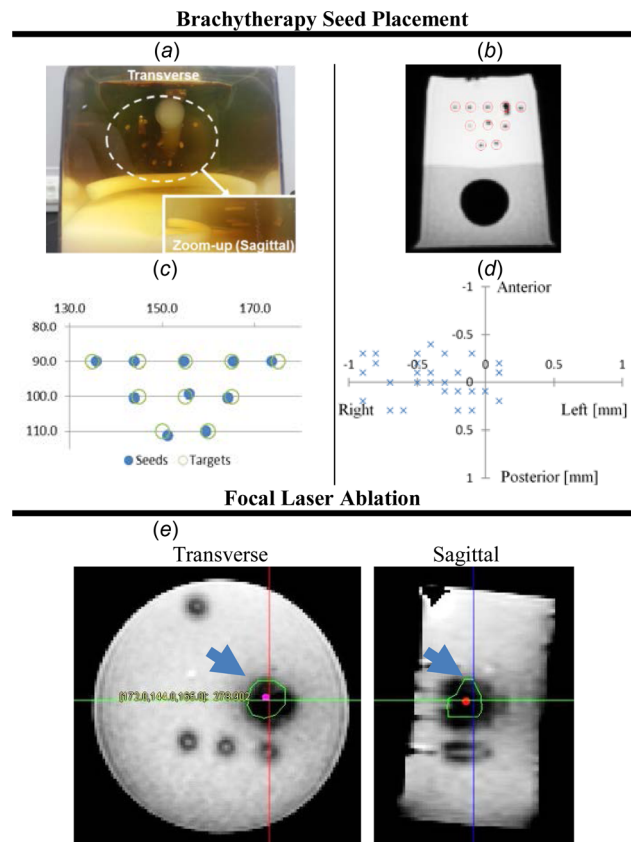 Brachytherapy Seed Placement
(a)
(b)
Transverse
Zoom-up (Sagittal)
(c)
(d)
130.0 150.0 170.0
80.0
90.0
100.0
110.0
Seeds Targets
-1
Anterior
-0.5
-1 -0.5 0 0.5 1
0
Right
Left [mm]
0.5
1
Posterior [mm]
Focal Laser Ablation
(e)
Transverse
Sagittal